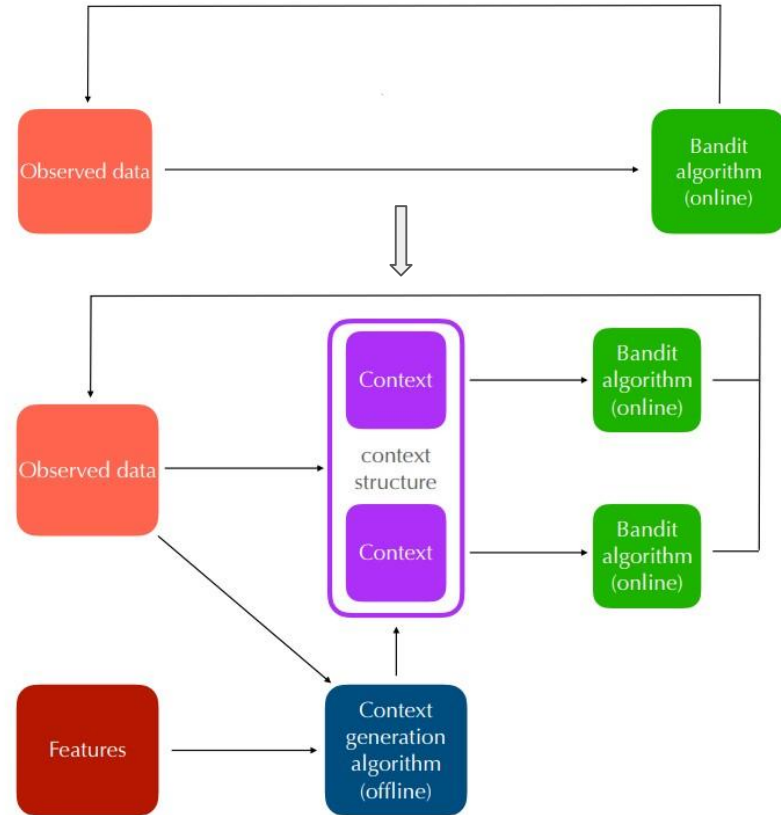 Observed data
Bandit
algorithm
(online)
Context
Bandit
algorithm
(online)
Observed data
context
structure
Context
Bandit
algorithm
(online)
Features
Context
generation
algorithm
(offline)